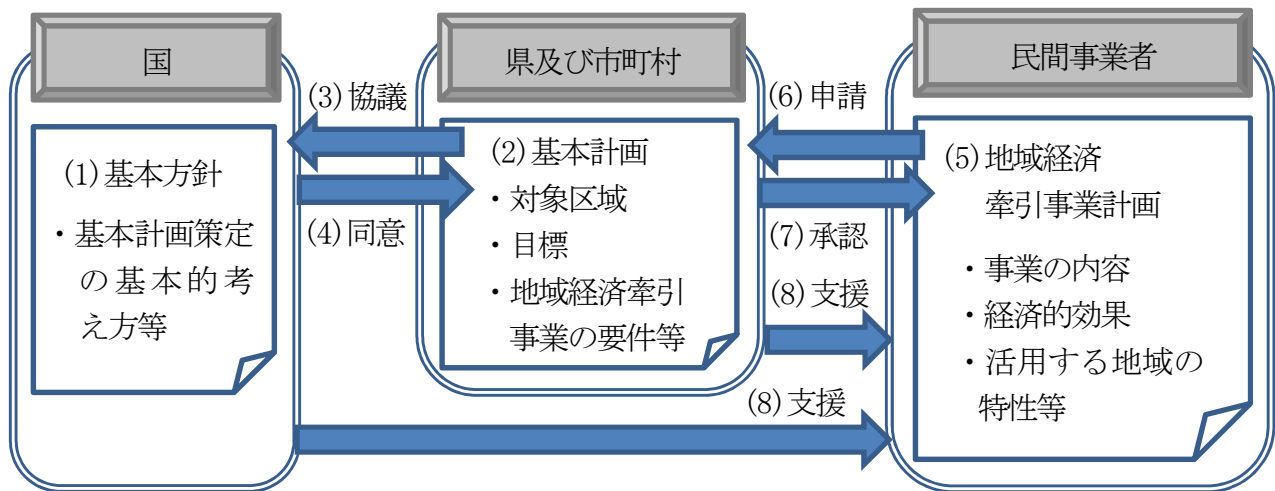 国
(1)基本方針
・基本計画策定
の基本的考
え方等
(3)協議
(4)同意
県及び市町村
(2)基本計画
・対象区域
・目標
・地域経済牽引
事業の要件等
(6)申請
(7)承認
(8)支援
(8)支援
民間事業者
(5)地域経済
牽引事業計画
・事業の内容
・経済的効果
・活用する地域の
特性等